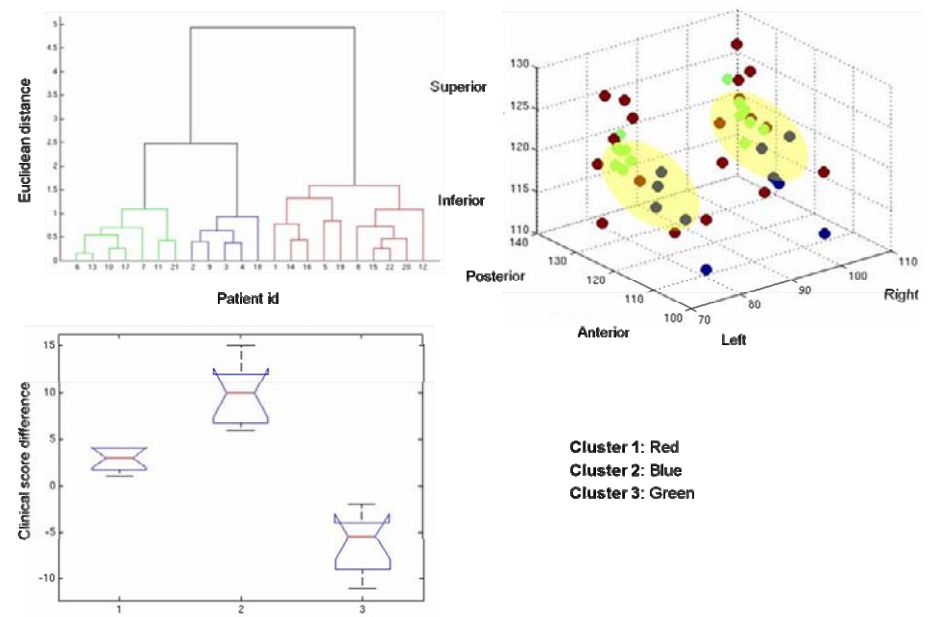 5
4.5
4
3.5
3
2.5
2
1.5
1
0.5
0
Euclidean distance
6 13 10 17 7 11 21 2 9 3 4 18 1 14 16 5 19 8 15 22 20 12
Patient id
Superior
Inferior
130
125
120
115
110
140
130
120
110
100
70
80
90
100
110
Posterior
Anterior
Left
Right
15
10
5
0
-5
-10
Clinical score difference
1 2 3
Cluster 1: Red
Cluster 2: Blue
Cluster 3: Green